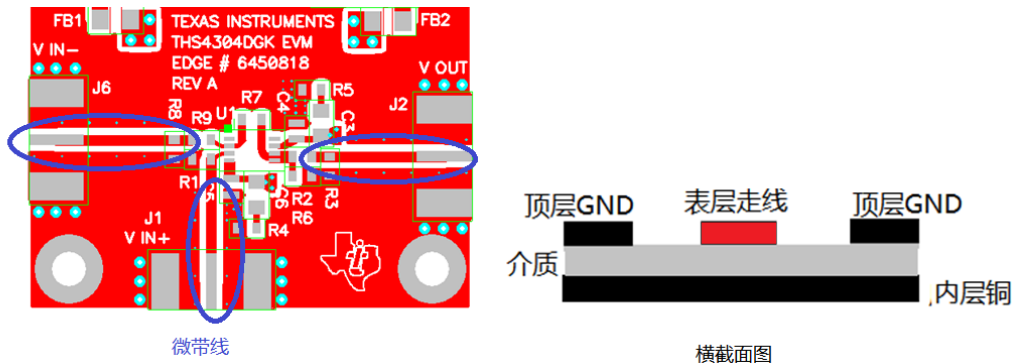 FB1
TEXAS INSTRUMENTS
FB2
THS4304DGK EVM
V IN-
EDGE # 6450818
V OUT
REV A
J6
J2
R8
R9
U1
R7
C4
R5
C3
R1
C5
C6
R2
R3
R6
R4
J1
V IN+
微带线
顶层GND
表层走线
顶层GND
介质
内层铜
横截面图